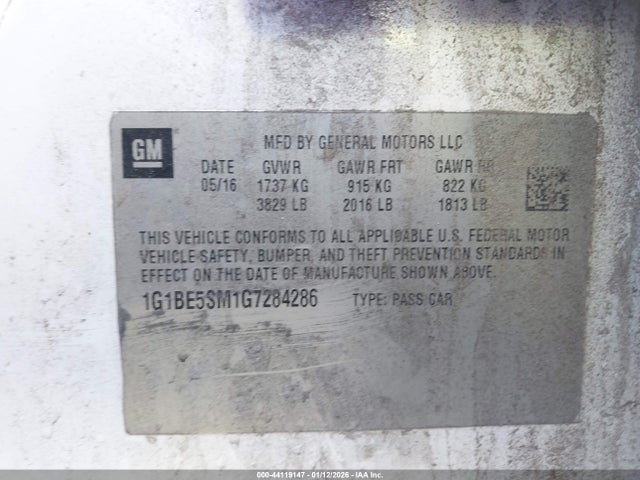 GM
MFD BY GENERAL MOTORS LLC
DATE GVWR GAWR FRT GAWR RR
05/16 1737 KG 915 KG 822 KG
3829 LB 2016 LB 1813 LB
THIS VEHICLE CONFORMS TO ALL APPLICABLE U.S. FEDERAL MOTOR
VEHICLE SAFETY, BUMPER, AND THEFT PREVENTION STANDARDS IN
EFFECT ON THE DATE OF MANUFACTURE SHOWN ABOVE.
1G1BE5SM1G7284286 TYPE: PASS CAR
000-44119147 - 01/12/2026 - IAA Inc.